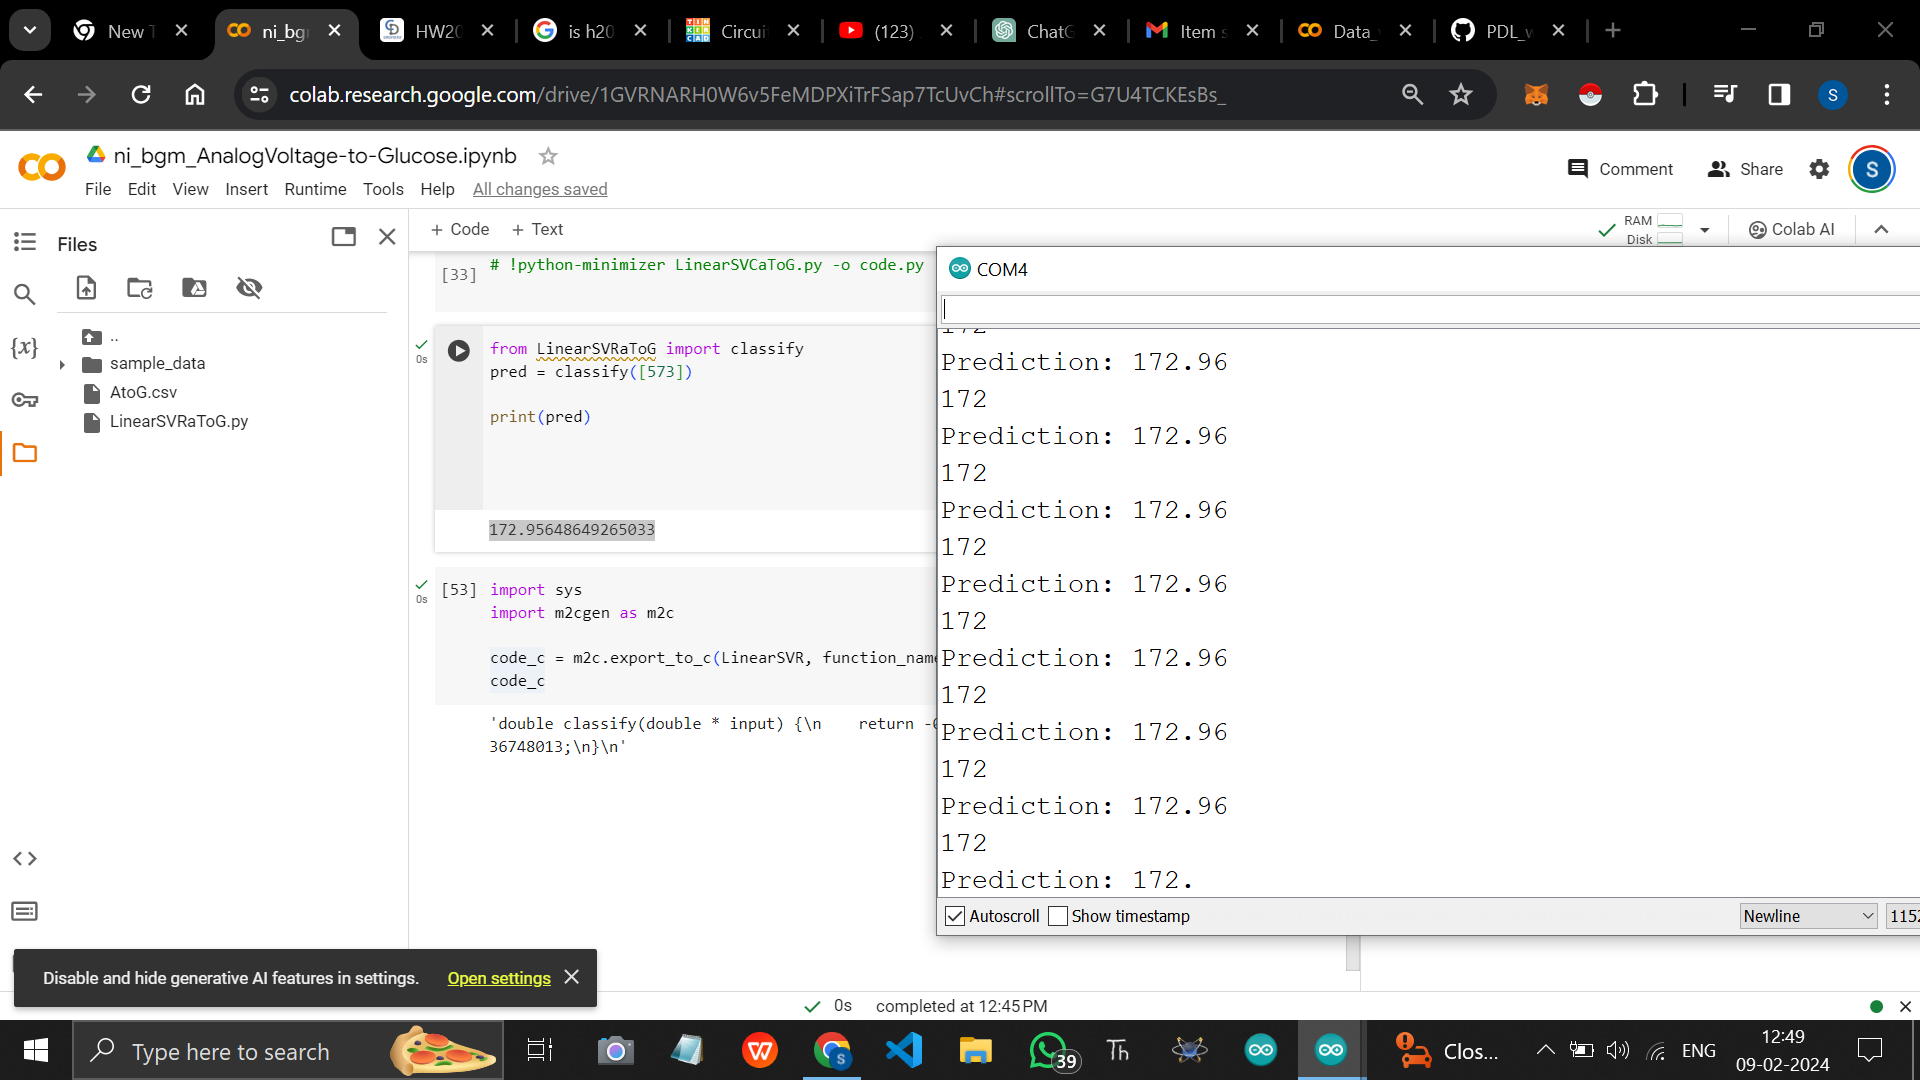 New T
ni_bgr
HW20
is h20
Circui
(123)
ChatG
Item s
Data_
PDL_w
colab.research.google.com/drive/1GVRNARH0W6v5FeMDPXiTrFSap7TcUvCh#scrollTo=G7U4TCKEsBs_
S
ni_bgm_AnalogVoltage-to-Glucose.ipynb
File Edit View Insert Runtime Tools Help All changes saved
Comment
Share
S
Files
+ Code + Text
RAM
Disk
Colab AI
..
sample_data
AtoG.csv
LinearSVRaToG.py
{x}
[33] # !python-minimizer LinearSVCaToG.py -o code.py
0s
from LinearSVRaToG import classify
pred = classify([573])
print(pred)
172.95648649265033
0s
[53] import sys
import m2cgen as m2c
code_c = m2c.export_to_c(LinearSVR, function_name
code_c
'double classify(double * input) {\n    return -0
36748013;\n}\n'
COM4
172
Prediction: 172.96
172
Prediction: 172.96
172
Prediction: 172.96
172
Prediction: 172.96
172
Prediction: 172.96
172
Prediction: 172.96
172
Prediction: 172.96
172
Prediction: 172.
Autoscroll Show timestamp
Newline
1152
Disable and hide generative AI features in settings. Open settings
0s completed at 12:45 PM
Type here to search
39
Th
Clos...
ENG
12:49
09-02-2024